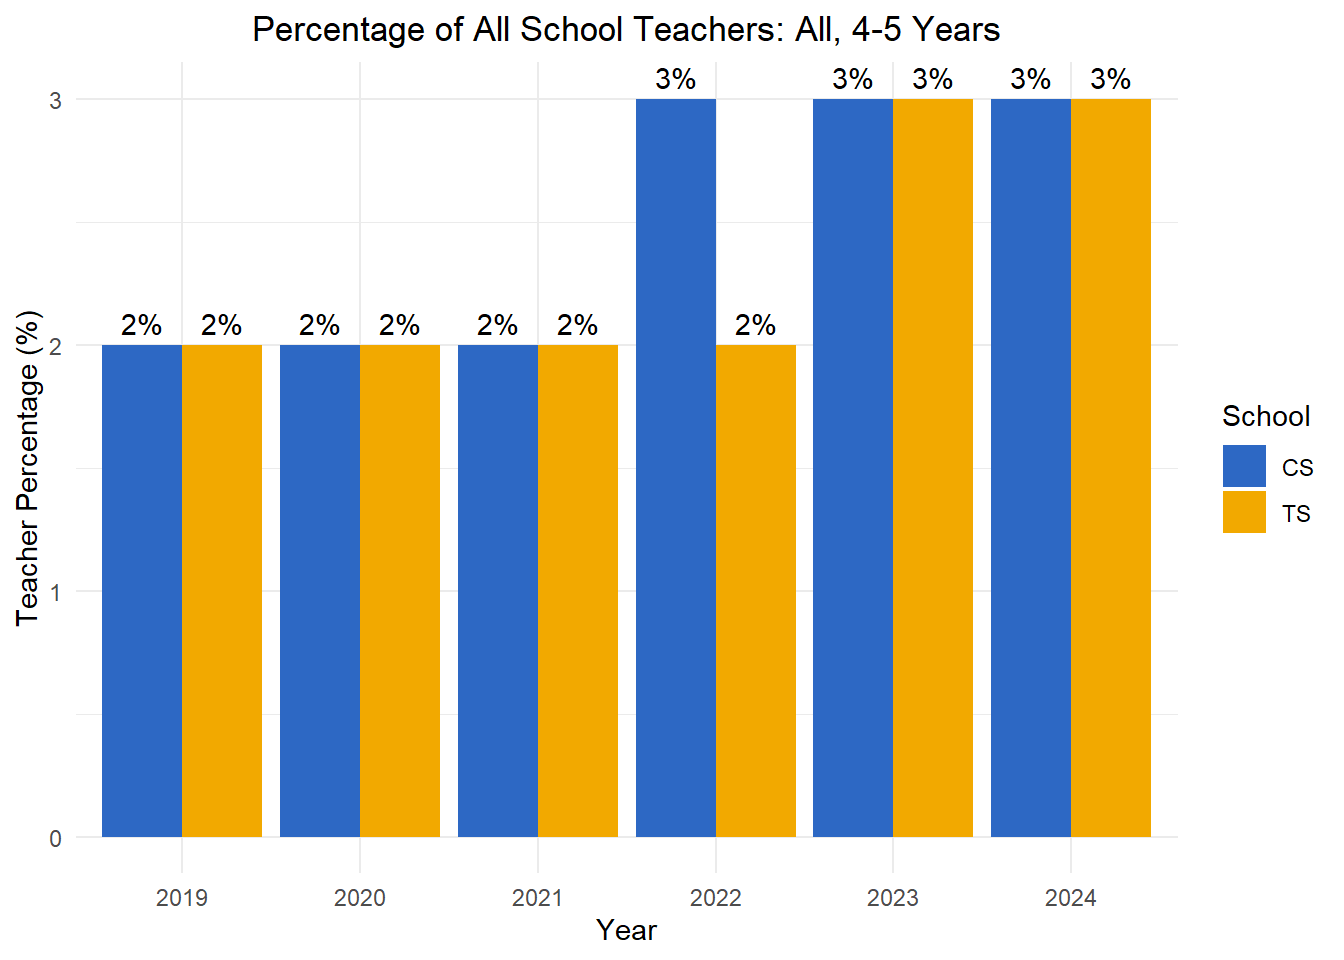 Percentage of All School Teachers: All, 4-5 Years
3% 3% 3% 3% 3%
3
2% 2% 2% 2% 2% 2% 2%
2
1
0
Teacher Percentage (%)
2019 2020 2021 2022 2023 2024
Year
School
CS
TS